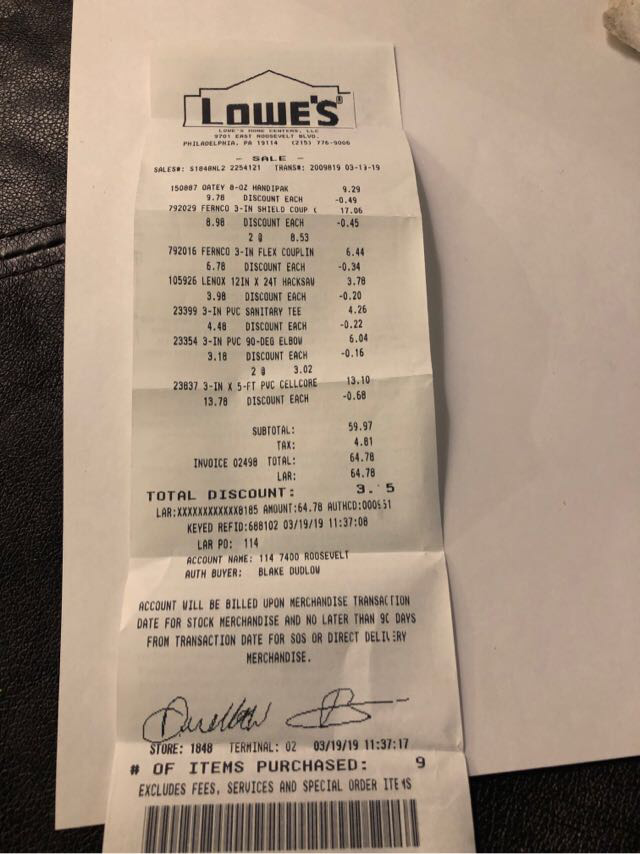 LOWE'S®
LOWE'S HOME CENTERS, LLC
9701 EAST ROOSEVELT BLVD.
PHILADELPHIA, PA 19114 (215) 776-9006
- SALE -
SALES#: S1848NL2 2254121 TRANS#: 2009819 03-19-19
150887 OATEY 8-OZ HANDIPAK 9.29
9.78 DISCOUNT EACH -0.49
792029 FERNCO 3-IN SHIELD COUP ( 17.06
8.98 DISCOUNT EACH -0.45
2 @ 8.53
792016 FERNCO 3-IN FLEX COUPLIN 6.44
6.78 DISCOUNT EACH -0.34
105926 LENOX 12IN X 24T HACKSAW 3.78
3.98 DISCOUNT EACH -0.20
23399 3-IN PVC SANITARY TEE 4.26
4.48 DISCOUNT EACH -0.22
23354 3-IN PVC 90-DEG ELBOW 6.04
3.18 DISCOUNT EACH -0.16
2 @ 3.02
23837 3-IN X 5-FT PVC CELLCORE 13.10
13.78 DISCOUNT EACH -0.68
SUBTOTAL: 59.97
TAX: 4.81
INVOICE 02498 TOTAL: 64.78
LAR: 64.78
TOTAL DISCOUNT: 3. 5
LAR:XXXXXXXXXXXX8185 AMOUNT:64.78
KEYED REFID:688102 03/19/19 11:37:08
LAR PO: 114
ACCOUNT NAME: 114 7400 ROOSEVELT
AUTH BUYER: BLAKE DUDLOW
ACCOUNT WILL BE BILLED UPON MERCHANDISE TRANSACTION
DATE FOR STOCK MERCHANDISE AND NO LATER THAN 90 DAYS
FROM TRANSACTION DATE FOR SOS OR DIRECT DELIVERY
MERCHANDISE.
STORE: 1848 TERMINAL: 02 03/19/19 11:37:17
# OF ITEMS PURCHASED: 9
EXCLUDES FEES, SERVICES AND SPECIAL ORDER ITEMS